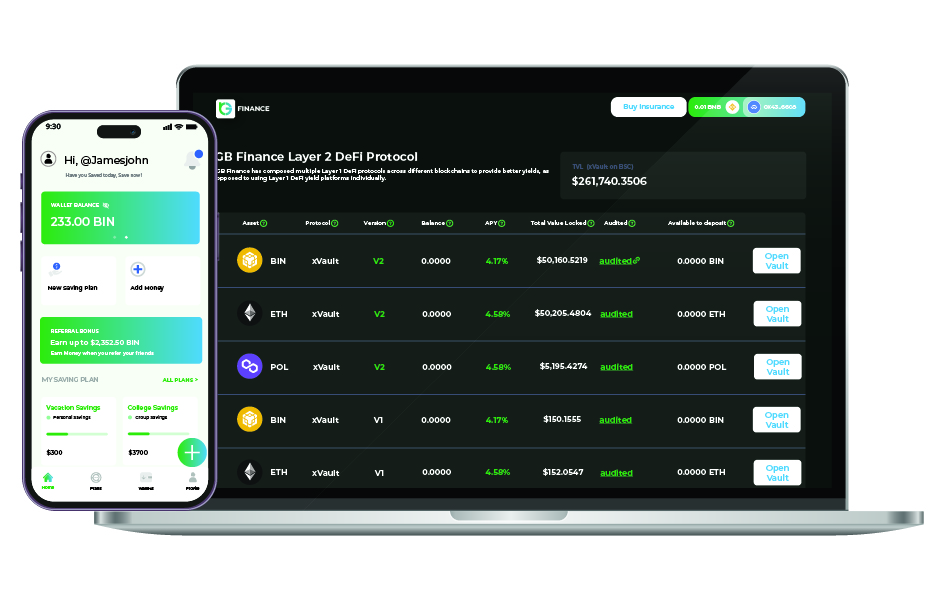 9:30
Hi, @Jamesjohn
Have you Saved today, Save now!
WALLET BALANCE
233.00 BIN
New Saving Plan
Add Money
REFERRAL BONUS
Earn up to $2,352.50 BIN
Earn Money when you refer your friends
MY SAVING PLAN
ALL PLANS >
Vacation Savings
Personal Savings
$300
College Savings
Group Savings
$3700
Home
Plans
Profile
FINANCE
Buy Insurance
0.01 BNB
GB Finance Layer 2 DeFi Protocol
GB Finance has composed multiple Layer 1 DeFi protocols across different blockchains to provide better yields, as
opposed to using Layer 1 DeFi yield platforms individually.
TVL (xVault on BSC)
$261,740.3506
Asset? Protocol? Version? Balance? APY? Total Value Locked? Audited? Available to deposit?
BIN xVault V2 0.0000 4.17% $50,160.5219 audited 0.0000 BIN Open
Vault
ETH xVault V2 0.0000 4.58% $50,205.4804 audited 0.0000 ETH Open
Vault
POL xVault V2 0.0000 4.58% $5,195.4274 audited 0.0000 POL Open
Vault
BIN xVault V1 0.0000 4.17% $150.1555 audited 0.0000 BIN Open
Vault
ETH xVault V1 0.0000 4.58% $152.0547 audited 0.0000 ETH Open
Vault